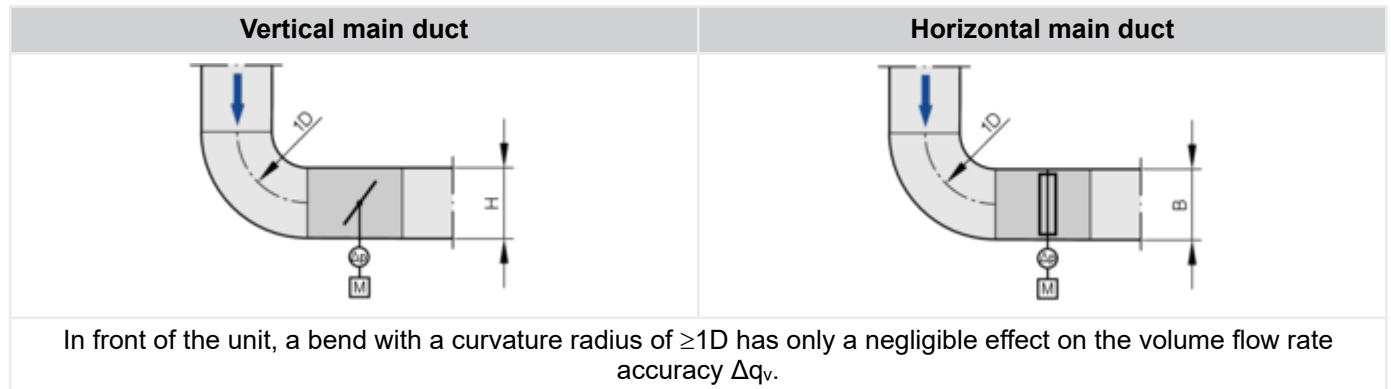 Vertical main duct
Horizontal main duct
1D
H
Δp
M
1D
B
Δp
M
In front of the unit, a bend with a curvature radius of ≥1D has only a negligible effect on the volume flow rate
accuracy Δqᵥ.